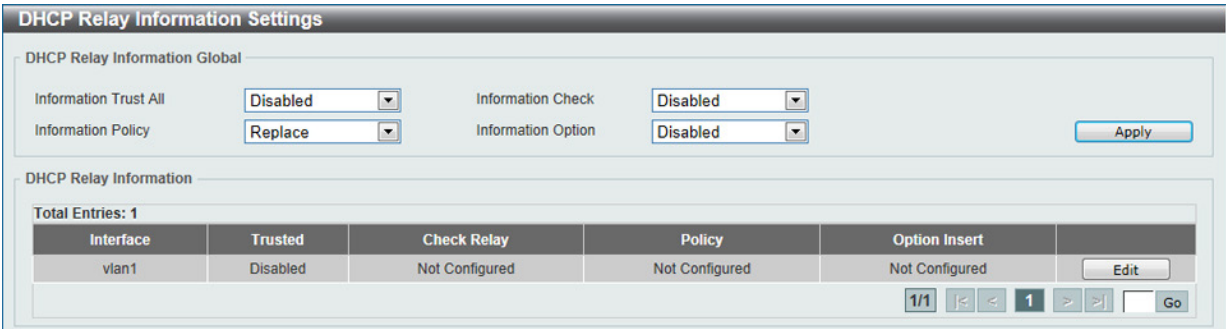 DHCP Relay Information Settings
DHCP Relay Information Global
Information Trust All Disabled Information Check Disabled
Information Policy Replace Information Option Disabled Apply
DHCP Relay Information
Total Entries: 1
Interface Trusted Check Relay Policy Option Insert
vlan1 Disabled Not Configured Not Configured Not Configured Edit
1/1 |< < 1 > >| Go